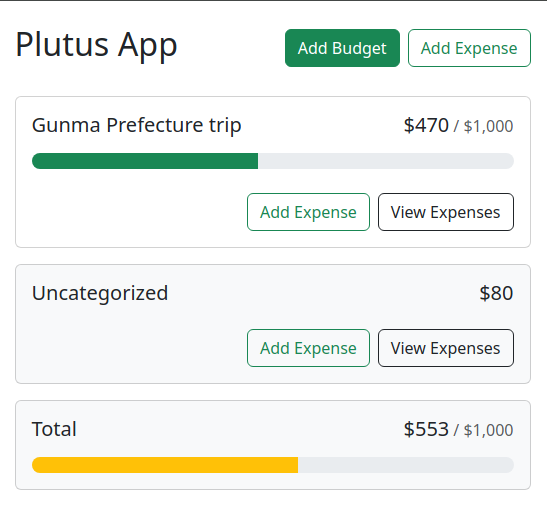 Plutus App
Add Budget Add Expense
Gunma Prefecture trip $470 / $1,000
Add Expense View Expenses
Uncategorized $80
Add Expense View Expenses
Total $553 / $1,000